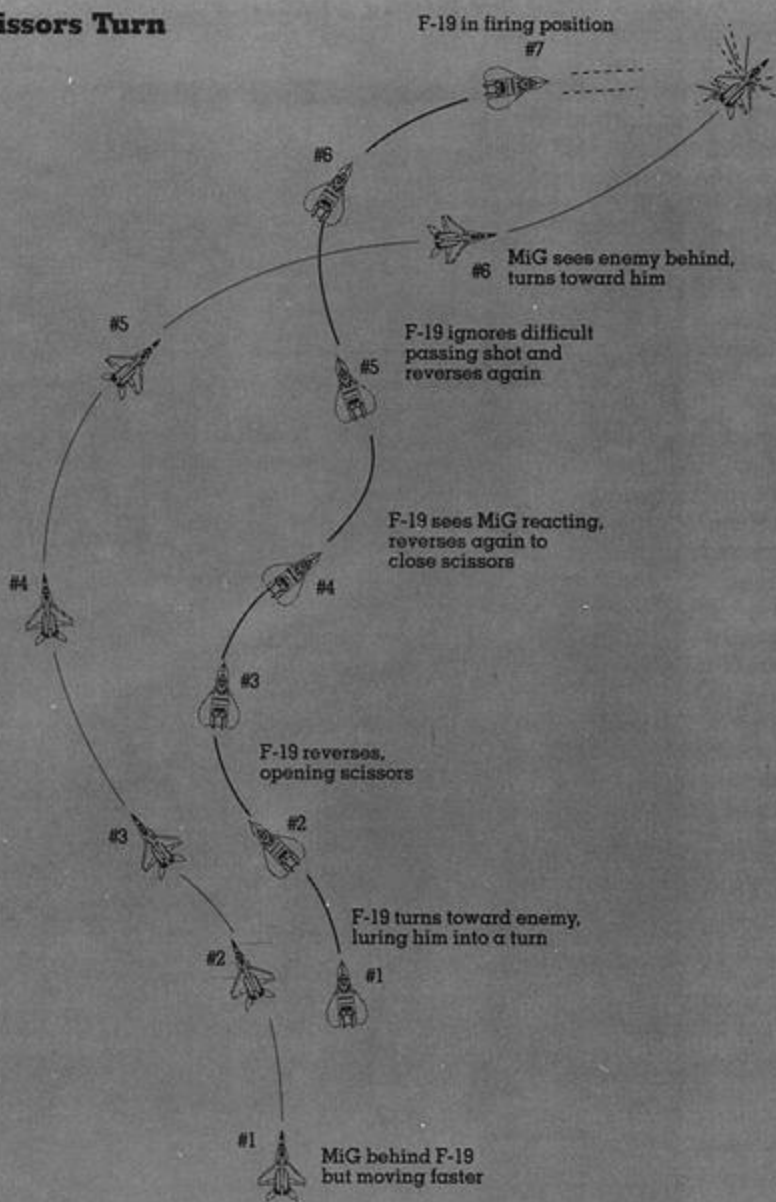 issors Turn
F-19 in firing position
#7
#6
#6
MiG sees enemy behind,
turns toward him
#5
F-19 ignores difficult
passing shot and
reverses again
#5
F-19 sees MiG reacting,
reverses again to
close scissors
#4
#4
#3
F-19 reverses,
opening scissors
#3
#2
F-19 turns toward enemy,
luring him into a turn
#2
#1
#1
MiG behind F-19
but moving faster